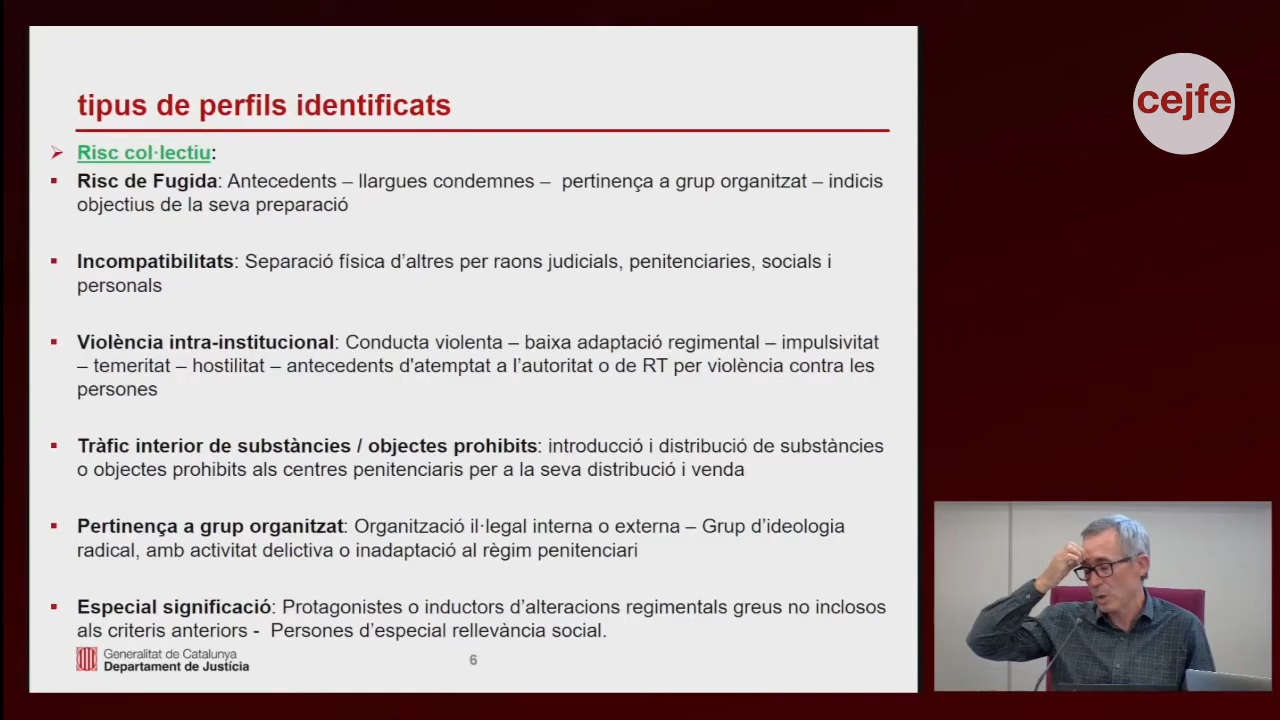 cejfe
tipus de perfils identificats
Risc col·lectiu:
Risc de Fugida: Antecedents – llargues condemnes – pertinença a grup organitzat – indicis
objectius de la seva preparació
Incompatibilitats: Separació física d’altres per raons judicials, penitenciaries, socials i
personals
Violència intra-institucional: Conducta violenta – baixa adaptació regimental – impulsivitat
– temeritat – hostilitat – antecedents d'atemptat a l’autoritat o de RT per violència contra les
persones
Tràfic interior de substàncies / objectes prohibits: introducció i distribució de substàncies
o objectes prohibits als centres penitenciaris per a la seva distribució i venda
Pertinença a grup organitzat: Organització il·legal interna o externa – Grup d’ideologia
radical, amb activitat delictiva o inadaptació al règim penitenciari
Especial significació: Protagonistes o inductors d’alteracions regimentals greus no inclosos
als criteris anteriors - Persones d’especial rellevància social.
Generalitat de Catalunya
Departament de Justícia
6